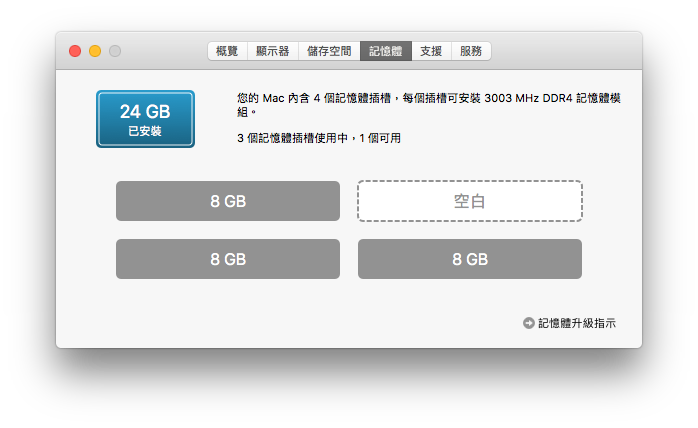 概覽 顯示器 儲存空間 記憶體 支援 服務
24 GB
已安裝
您的 Mac 內含 4 個記憶體插槽，每個插槽可安裝 3003 MHz DDR4 記憶體模
組。
3 個記憶體插槽使用中，1 個可用
8 GB 空白
8 GB 8 GB
記憶體升級指示